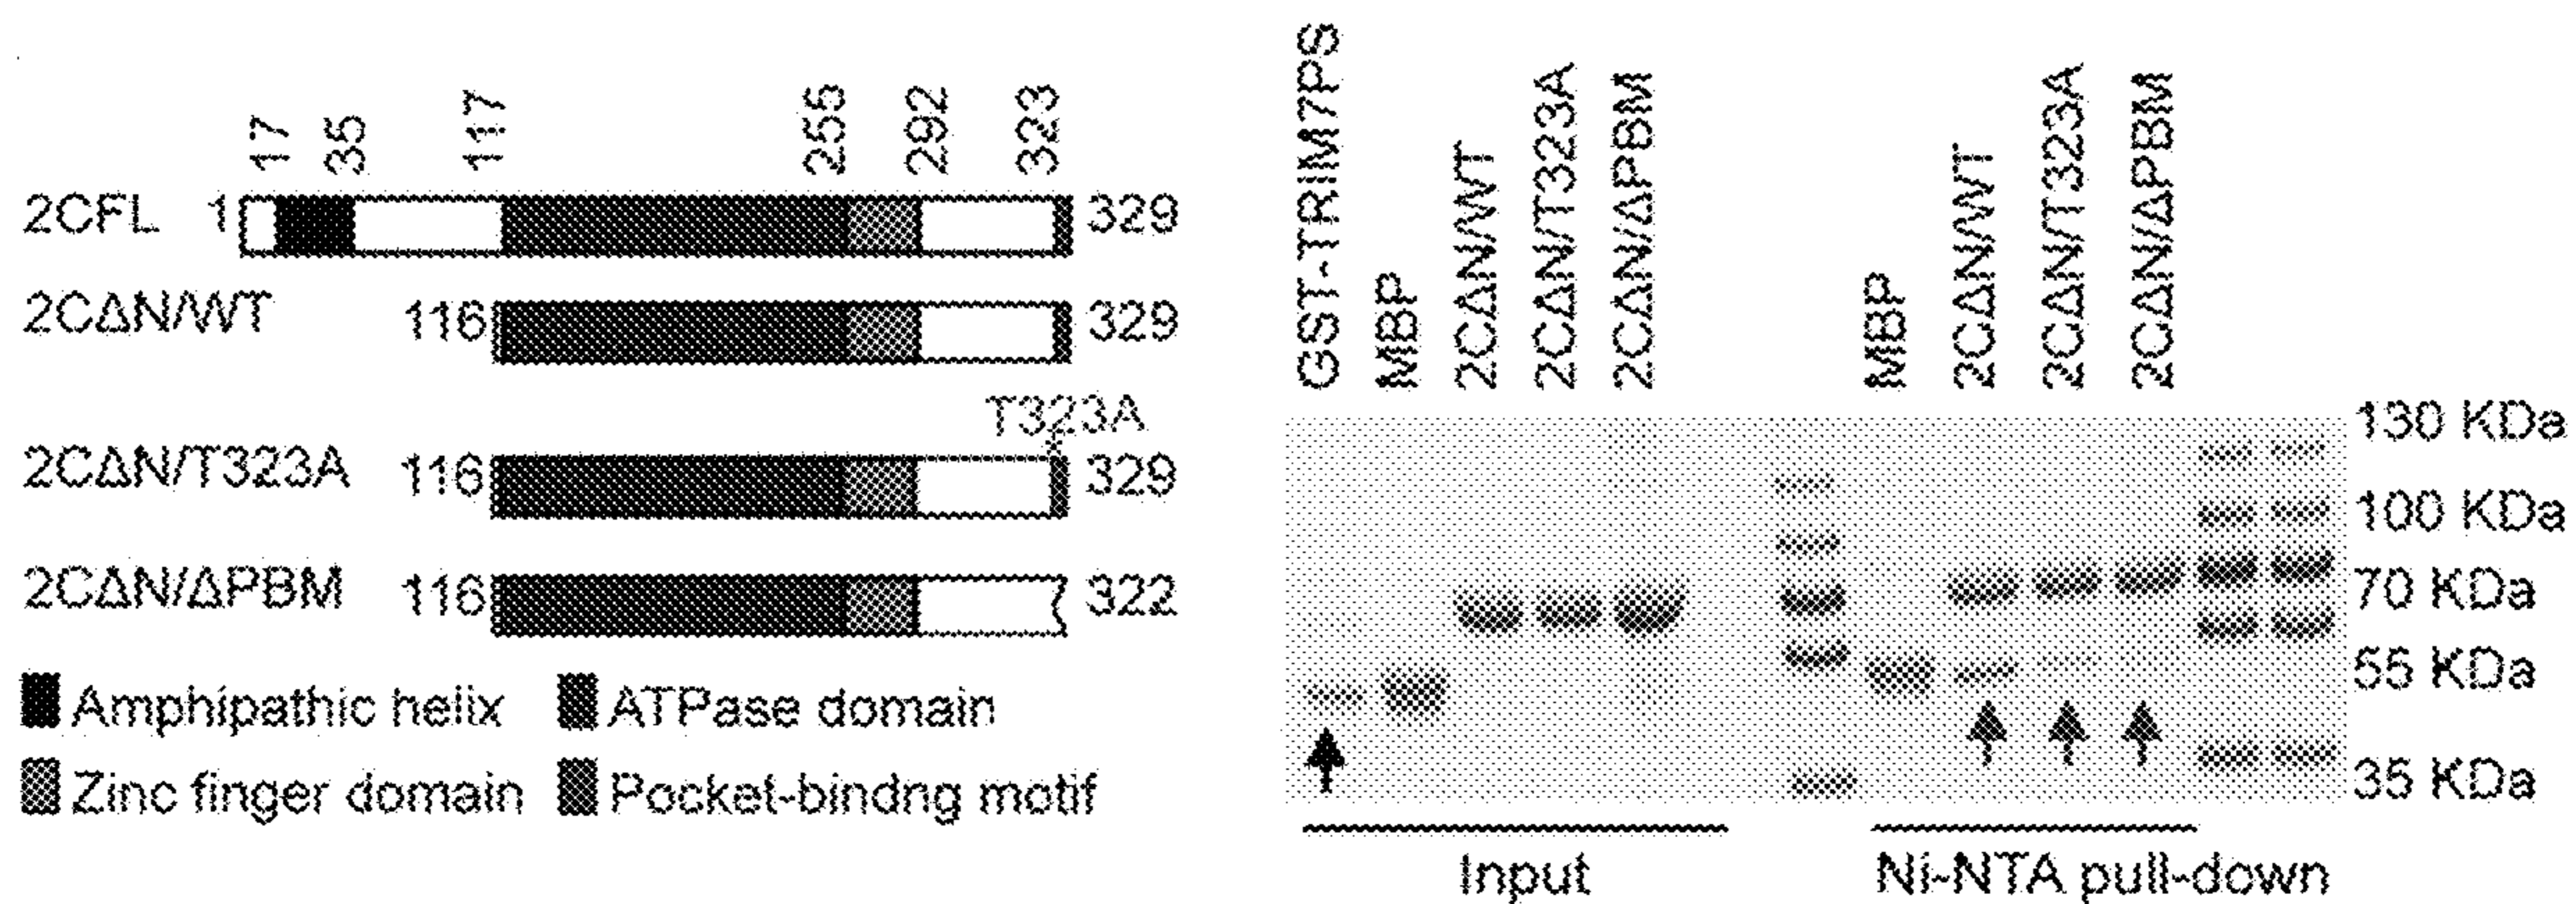 17 35 117 255 292 323
2CFL 1 329
2CΔN/WT 116 329
T323A
2CΔN/T323A 116 329
2CΔN/ΔPBM 116 322
Amphipathic helix ATPase domain
Zinc finger domain Pocket-bindng motif
GST-TRIM7PS
MBP
2CΔN/WT
2CΔN/T323A
2CΔN/ΔPBM
MBP
2CΔN/WT
2CΔN/T323A
2CΔN/ΔPBM
130 KDa
100 KDa
70 KDa
55 KDa
35 KDa
Input Ni-NTA pull-down